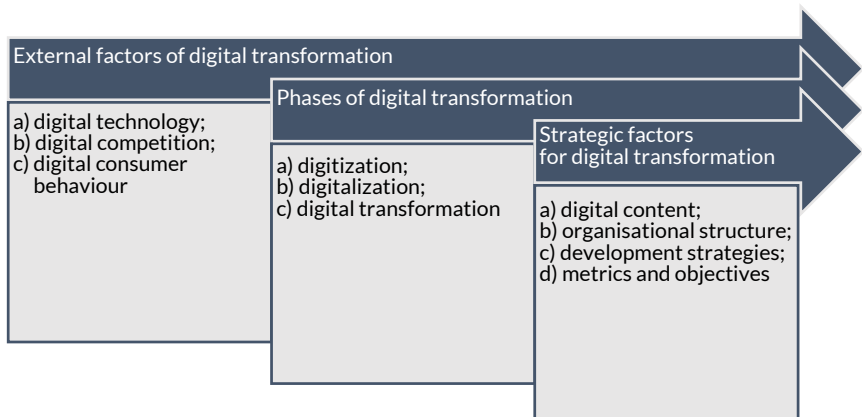 External factors of digital transformation
a) digital technology;
b) digital competition;
c) digital consumer
behaviour
Phases of digital transformation
a) digitization;
b) digitalization;
c) digital transformation
Strategic factors
for digital transformation
a) digital content;
b) organisational structure;
c) development strategies;
d) metrics and objectives